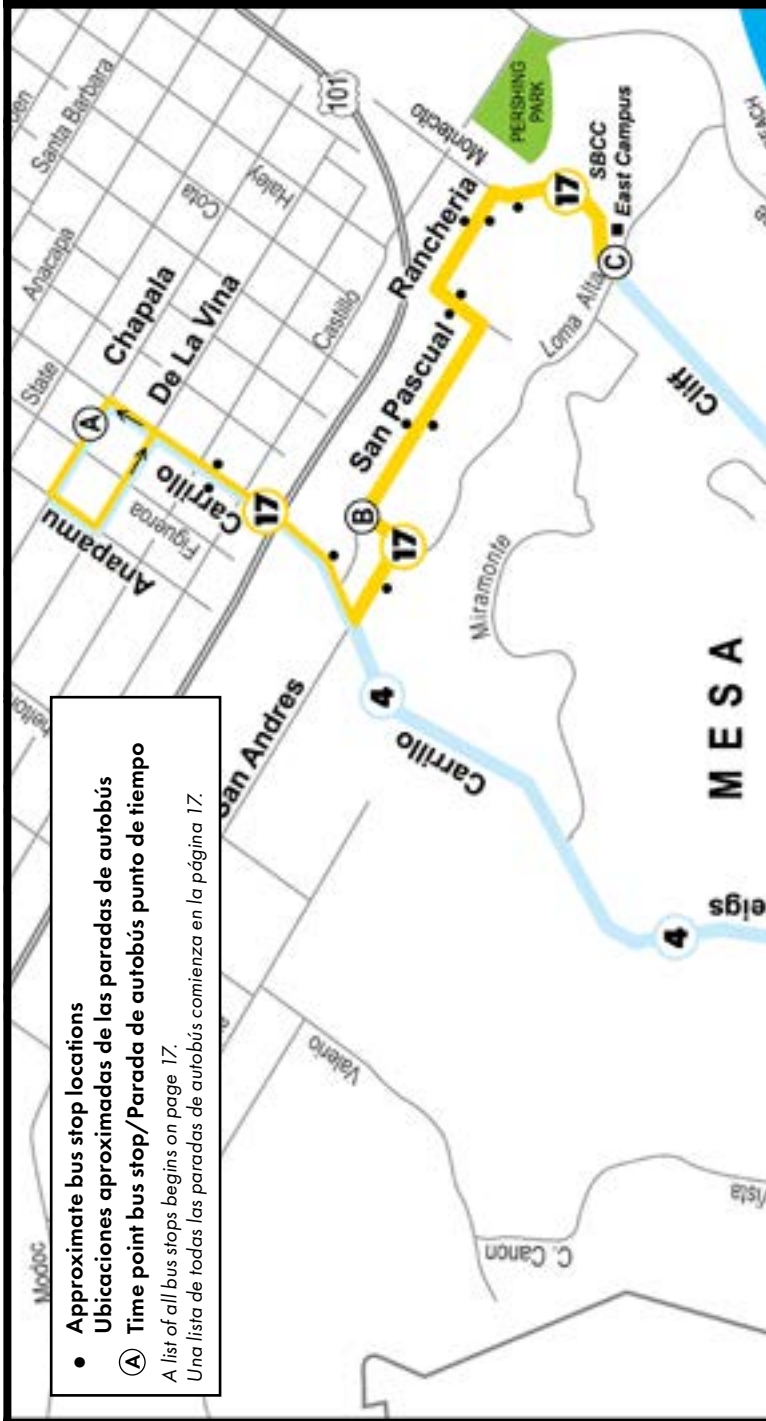 • Approximate bus stop locations
Ubicaciones aproximadas de las paradas de autobús
Ⓐ Time point bus stop/Parada de autobús punto de tiempo
A list of all bus stops begins on page 17.
Una lista de todas las paradas de autobús comienza en la página 17.
Modoc
Valerio
C. Canon
San Andres
Anapamu
State
Anacapa
Santa Barbara
Figueroa
A
Chapala
De La Vina
Cota
Haley
Castillo
101
Carrillo
17
B
17
San Pascual
Rancheria
Montecito
PERSHING
PARK
17
SBCC
East Campus
C
Loma Alta
Cliff
4
Carrillo
Miramonte
4
MESA